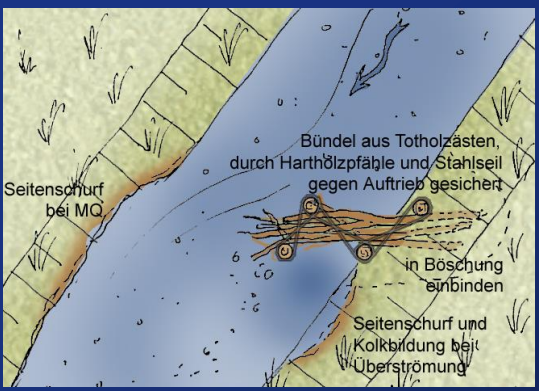 Bündel aus Totholzästen,
durch Hartholzpfähle und Stahlseil
gegen Auftrieb gesichert
Seitenschurf
bei MQ
in Böschung
einbinden
Seitenschurf und
Kolkbildung bei
Überströmung